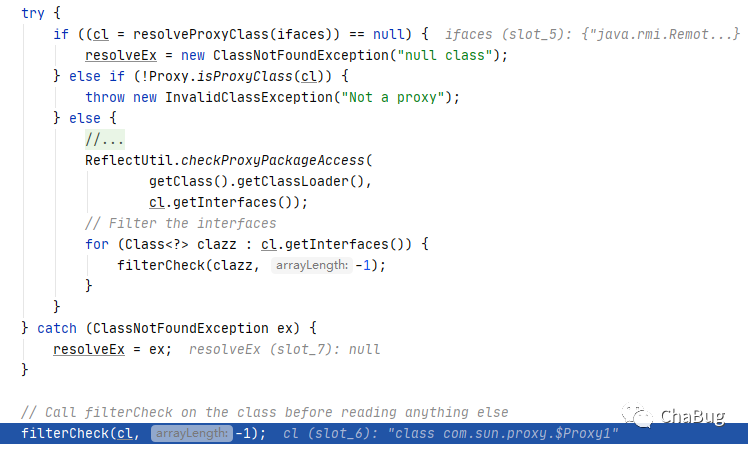 try {
if ((cl = resolveProxyClass(ifaces)) == null) { ifaces (slot_5): {"java.rmi.Remot...}
resolveEx = new ClassNotFoundException("null class");
} else if (!Proxy.isProxyClass(cl)) {
throw new InvalidClassException("Not a proxy");
} else {
//...
ReflectUtil.checkProxyPackageAccess(
getClass().getClassLoader(),
cl.getInterfaces());
// Filter the interfaces
for (Class<?> clazz : cl.getInterfaces()) {
filterCheck(clazz, arrayLength: -1);
}
}
} catch (ClassNotFoundException ex) {
resolveEx = ex; resolveEx (slot_7): null
}
// Call filterCheck on the class before reading anything else
filterCheck(cl, arrayLength: -1); cl (slot_6): "class com.sun.proxy.$Proxy1"
ChaBug